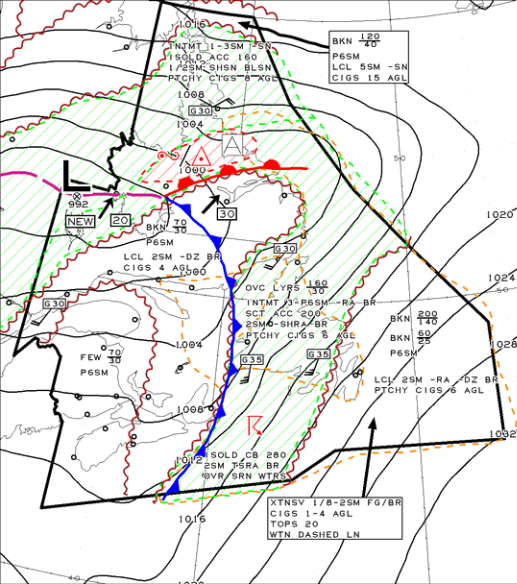 1016
INTMT 1-3SM -SN
ISOLD ACC 160
1/2SM SHSN BLSN
PTCHY CIGS 8 AGL
BKN 120/40
P6SM
LCL 5SM -SN
CIGS 15 AGL
1008
G30
1004
A
1000
50
L
992
NEW
20
30
1020
BKN 70/30
P6SM
LCL 2SM -DZ BR
CIGS 4 AGL
1000
G30
1024
50
OVC LYRS 160/30
INTMT 3-P6SM -RA BR
SCT ACC 200
2SM -SHRA BR
PTCHY CIGS 6 AGL
G30
BKN 200/140
BKN 60/25
P6SM
1028
1004
FEW 70/30
P6SM
G35
G35
LCL 2SM -RA -DZ BR
PTCHY CIGS 6 AGL
1008
1032
1012
ISOLD CB 280
2SM TSRA BR
OVR SRN WTRS
XTNSV 1/8-2SM FG/BR
CIGS 1-4 AGL
TOPS 20
WTN DASHED LN
1016
40
1020